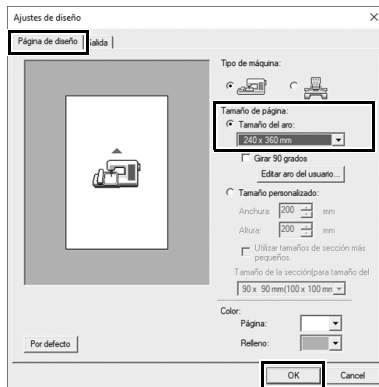 Ajustes de diseño
Página de diseño
Salida
Tipo de máquina:
Tamaño de página:
Tamaño del aro:
240 x 360 mm
Girar 90 grados
Editar aro del usuario...
Tamaño personalizado:
Anchura: 200 mm
Altura: 200 mm
Utilizar tamaños de sección más
pequeños.
Tamaño de la sección(para tamaño del
90 x 90 mm(100 x 100 mm
Color:
Página:
Relleno:
Por defecto
OK
Cancel